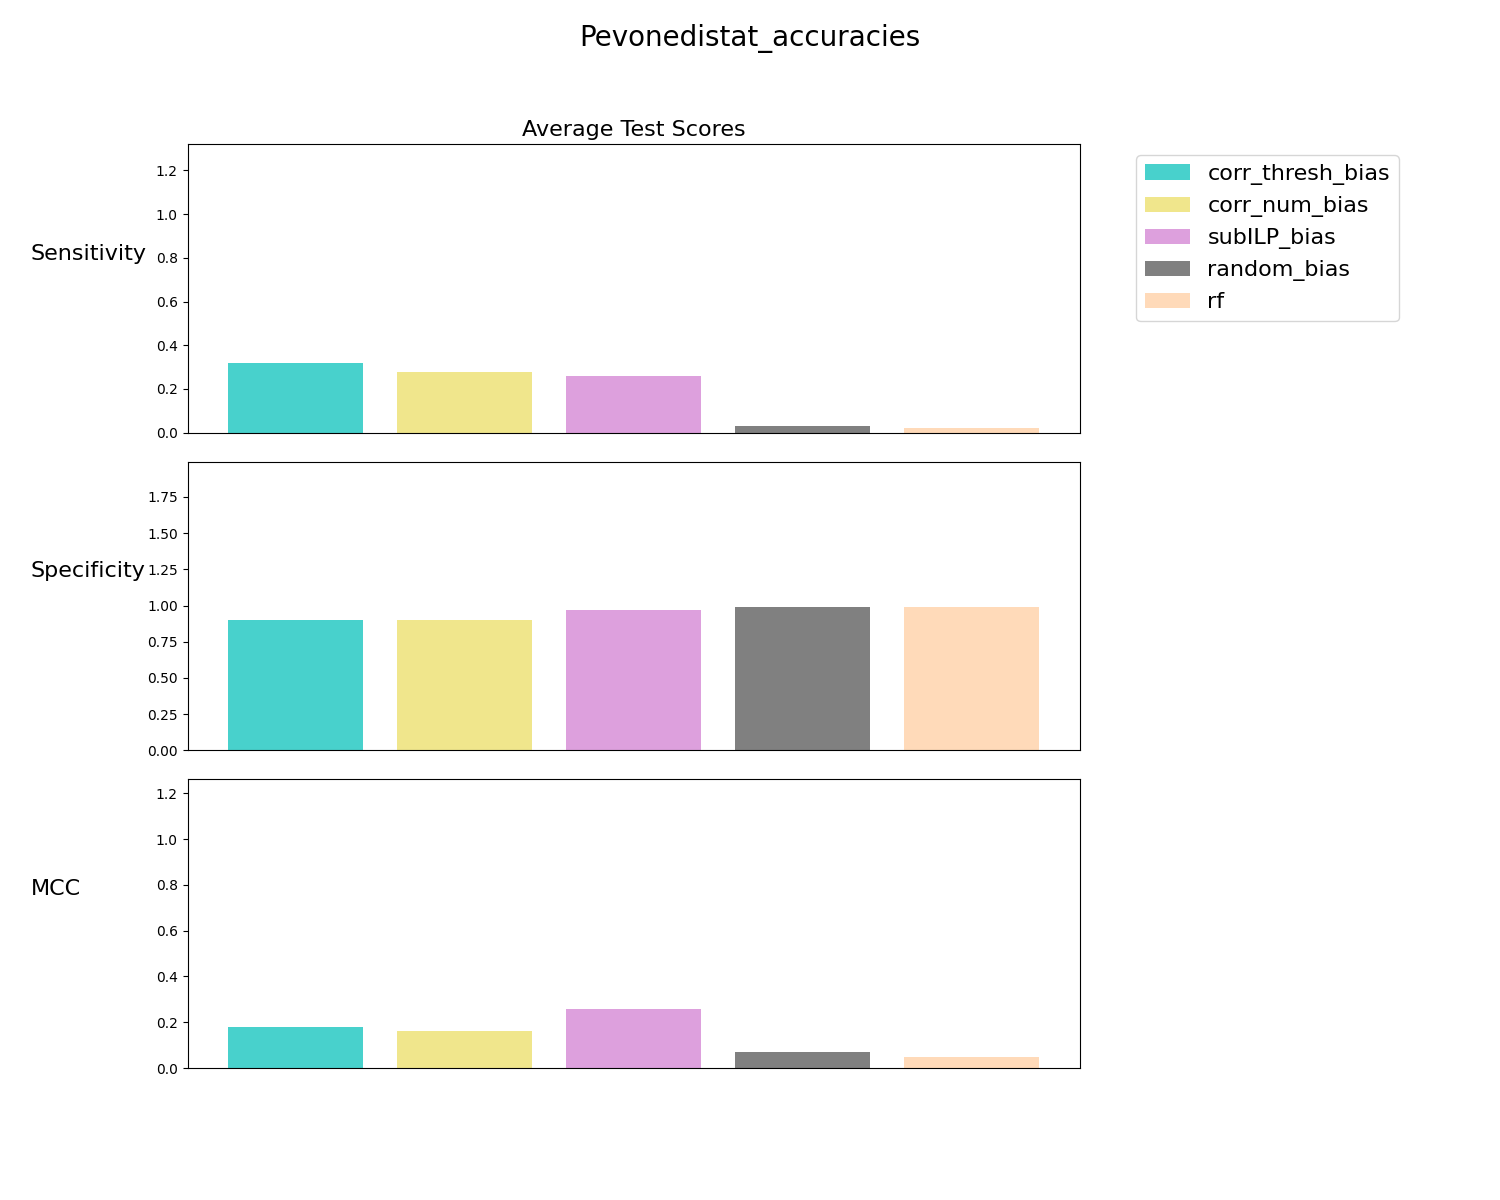 Pevonedistat_accuracies
Average Test Scores
Sensitivity
1.2
1.0
0.8
0.6
0.4
0.2
0.0
Specificity
1.75
1.50
1.25
1.00
0.75
0.50
0.25
0.00
MCC
1.2
1.0
0.8
0.6
0.4
0.2
0.0
corr_thresh_bias
corr_num_bias
subILP_bias
random_bias
rf